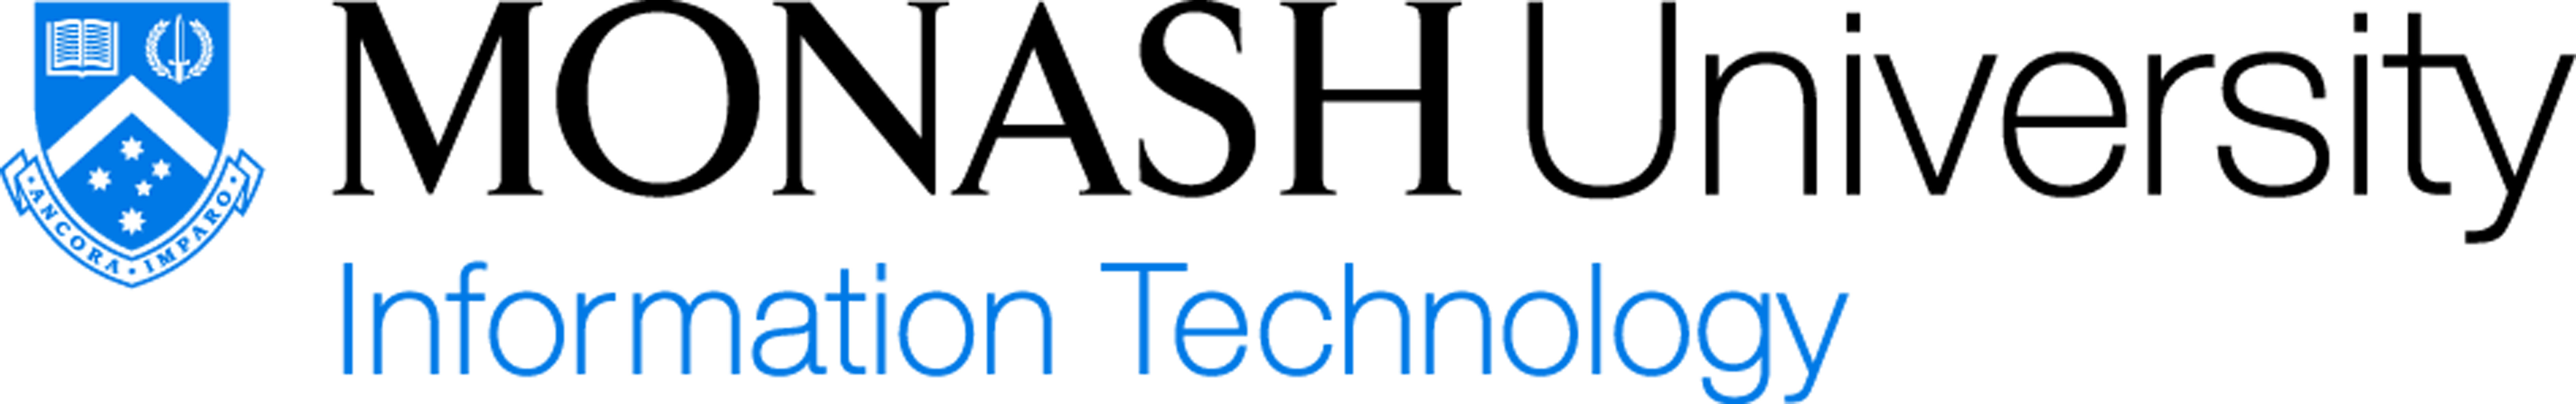 MONASH University
Information Technology
ANCORA IMPARO